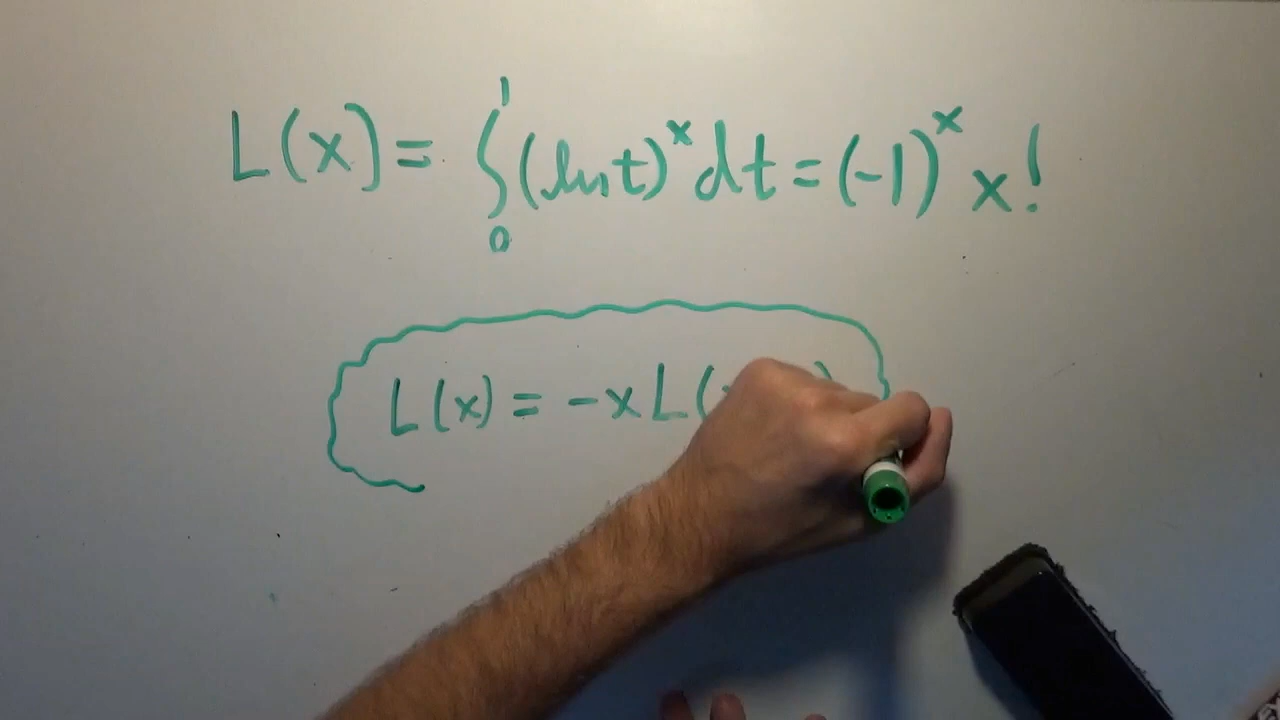 L(x) = ∫₀¹ (ln t)ˣ dt = (-1)ˣ x!
L(x) = -x L(